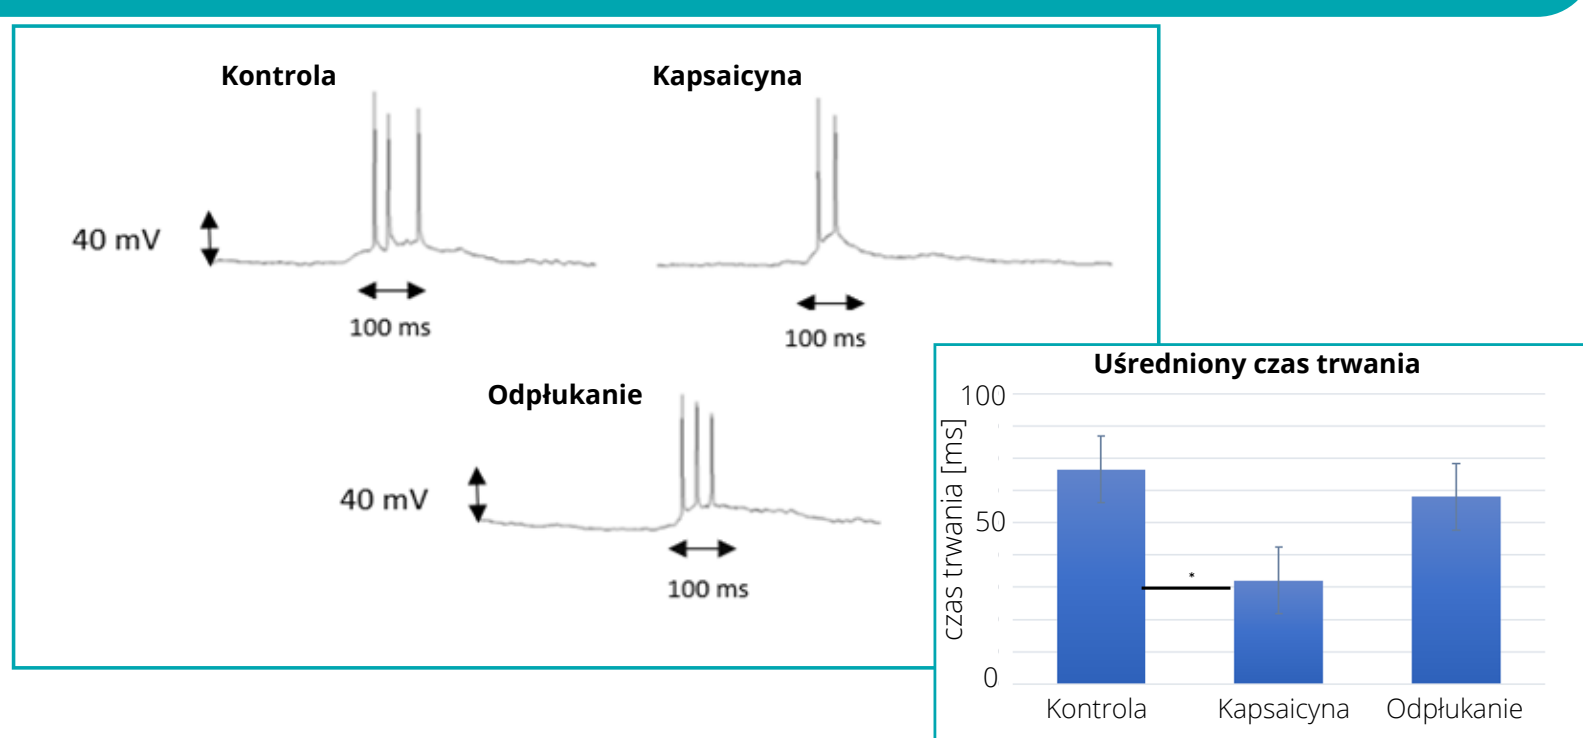 Kontrola
Kapsaicyna
40 mV
100 ms
100 ms
Odpłukanie
40 mV
100 ms
Uśredniony czas trwania
100
50
0
czas trwania [ms]
*
Kontrola
Kapsaicyna
Odpłukanie